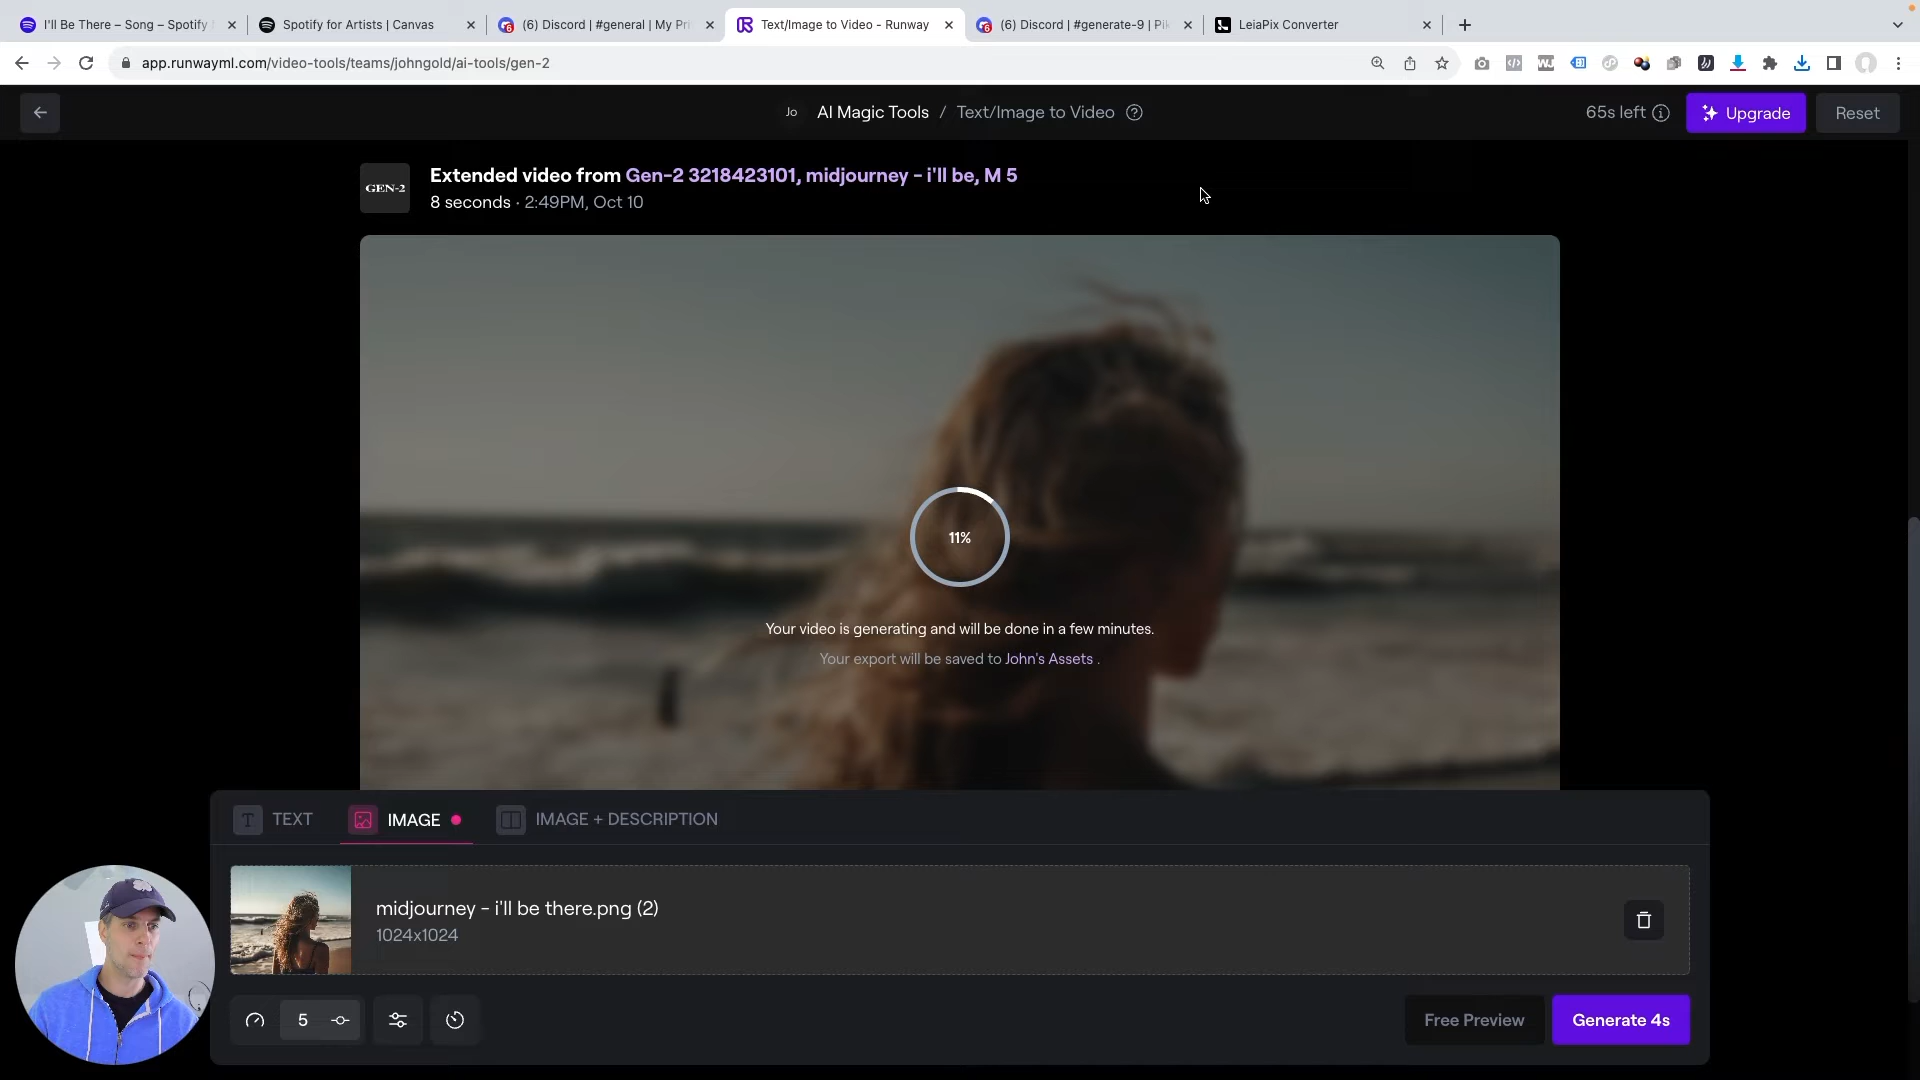 I'll Be There – Song – Spotify
Spotify for Artists | Canvas
(6) Discord | #general | My Pri
Text/Image to Video - Runway
(6) Discord | #generate-9 | Pik
LeiaPix Converter
app.runwayml.com/video-tools/teams/johngold/ai-tools/gen-2
Jo
AI Magic Tools / Text/Image to Video
65s left
Upgrade
Reset
GEN-2
Extended video from Gen-2 3218423101, midjourney - i'll be, M 5
8 seconds · 2:49PM, Oct 10
11%
Your video is generating and will be done in a few minutes.
Your export will be saved to John's Assets .
TEXT
IMAGE
IMAGE + DESCRIPTION
midjourney - i'll be there.png (2)
1024x1024
5
Free Preview
Generate 4s